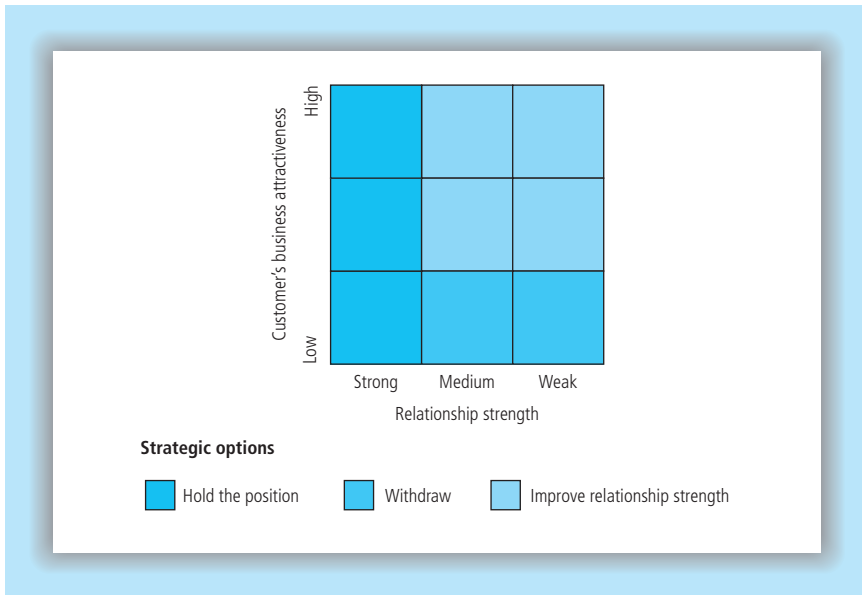 High
Customer's business attractiveness
Low
Strong Medium Weak
Relationship strength
Strategic options
Hold the position Withdraw Improve relationship strength